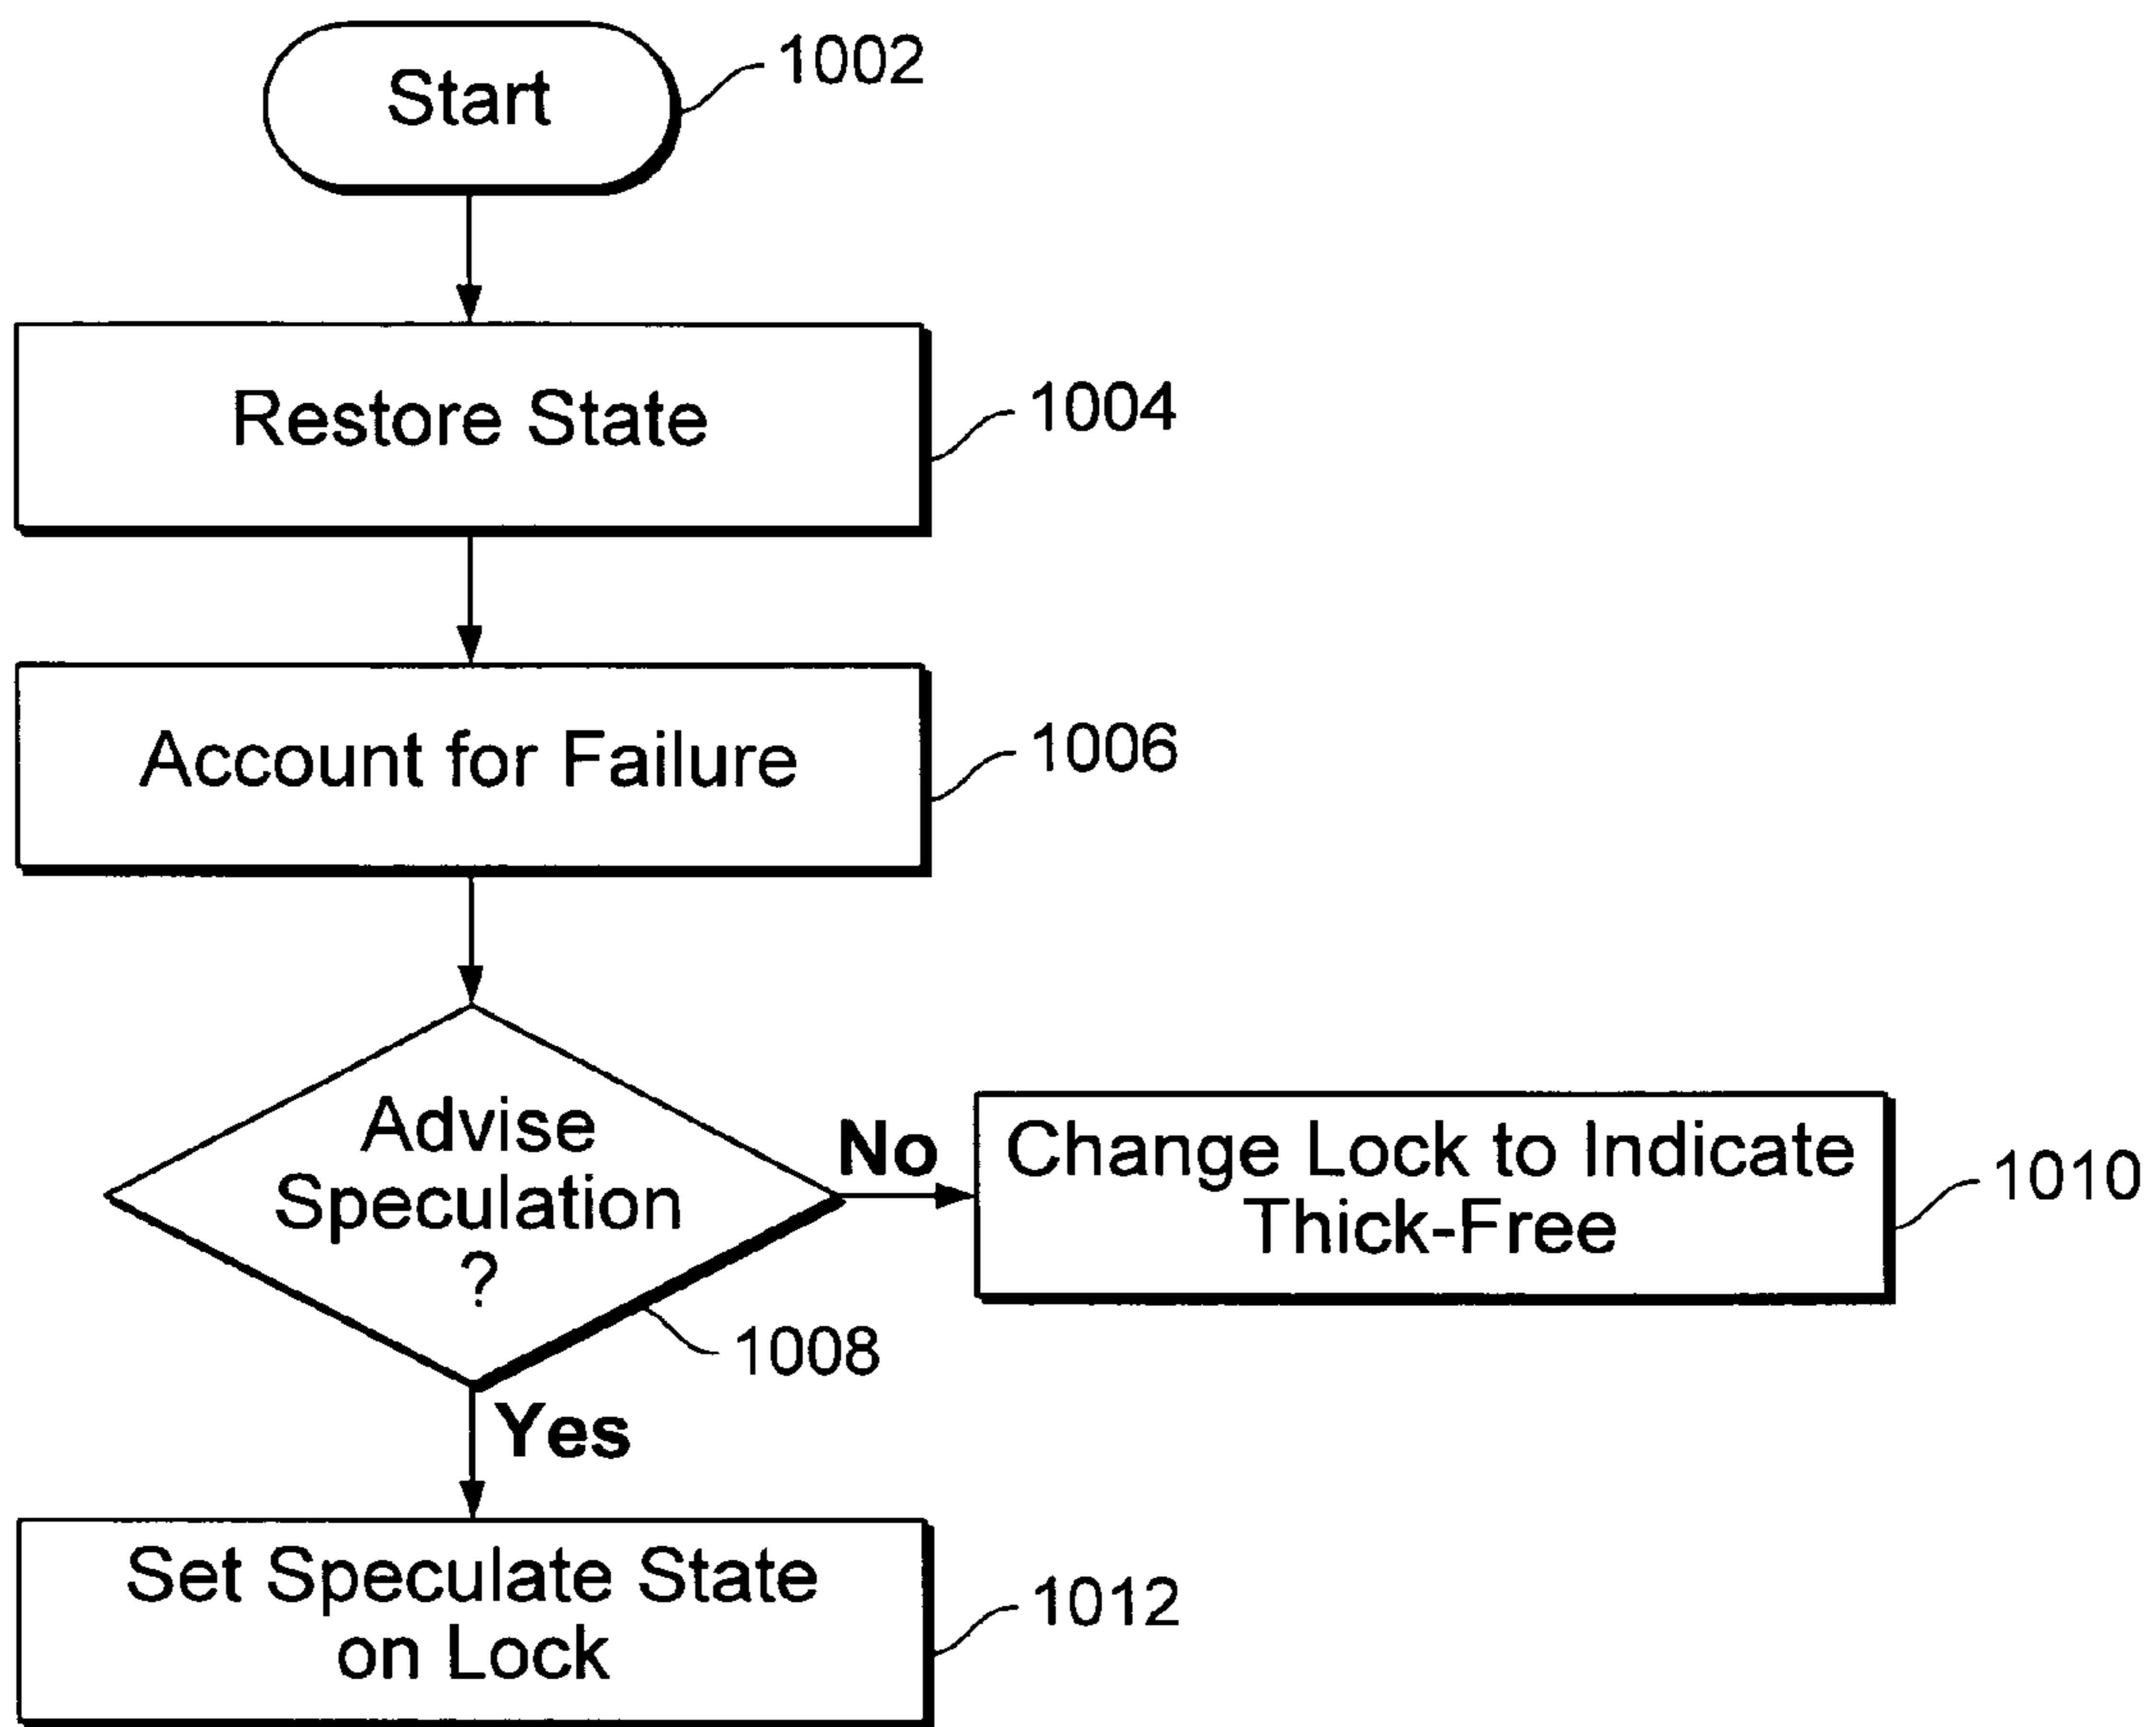 Start
1002
Restore State
1004
Account for Failure
1006
Advise
Speculation
?
1008
No
Change Lock to Indicate
Thick-Free
1010
Yes
Set Speculate State
on Lock
1012